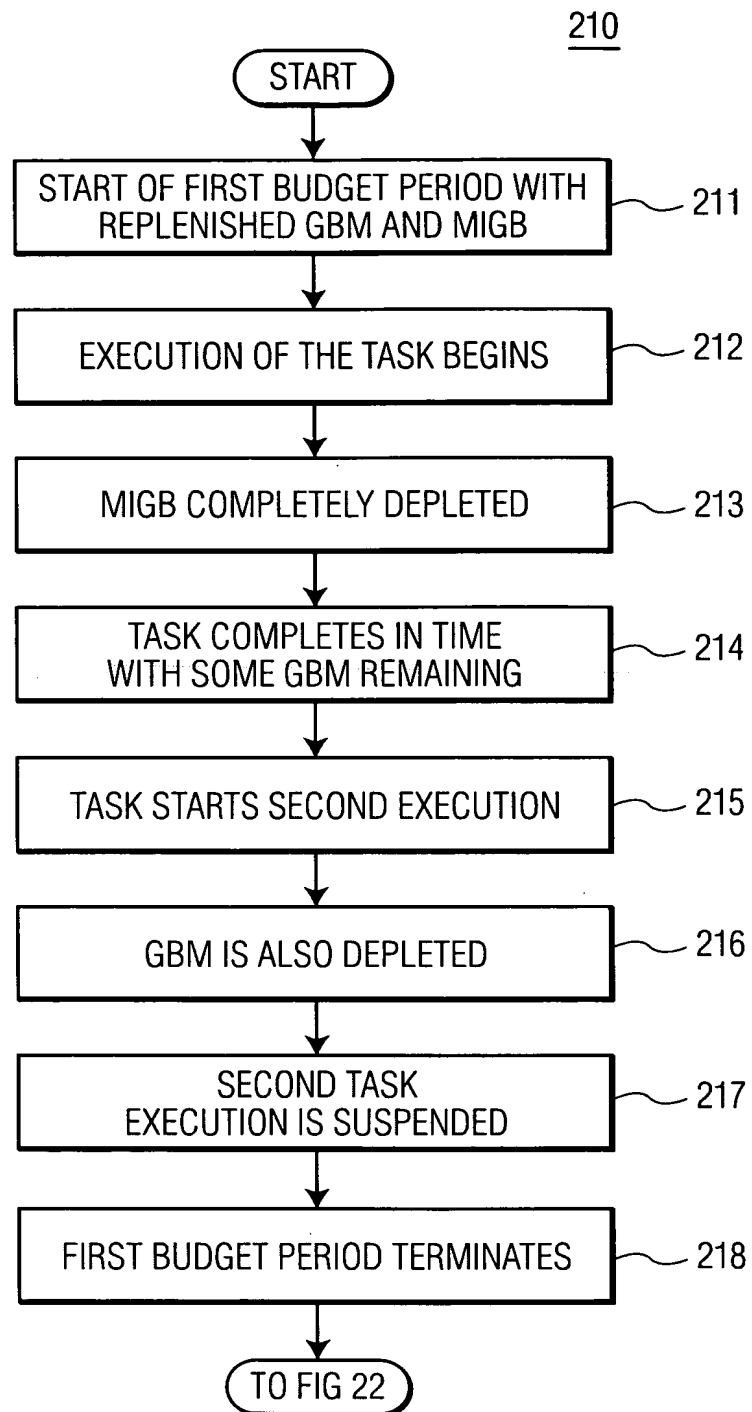 210
START
START OF FIRST BUDGET PERIOD WITH
REPLENISHED GBM AND MIGB
211
EXECUTION OF THE TASK BEGINS
212
MIGB COMPLETELY DEPLETED
213
TASK COMPLETES IN TIME
WITH SOME GBM REMAINING
214
TASK STARTS SECOND EXECUTION
215
GBM IS ALSO DEPLETED
216
SECOND TASK
EXECUTION IS SUSPENDED
217
FIRST BUDGET PERIOD TERMINATES
218
TO FIG 22